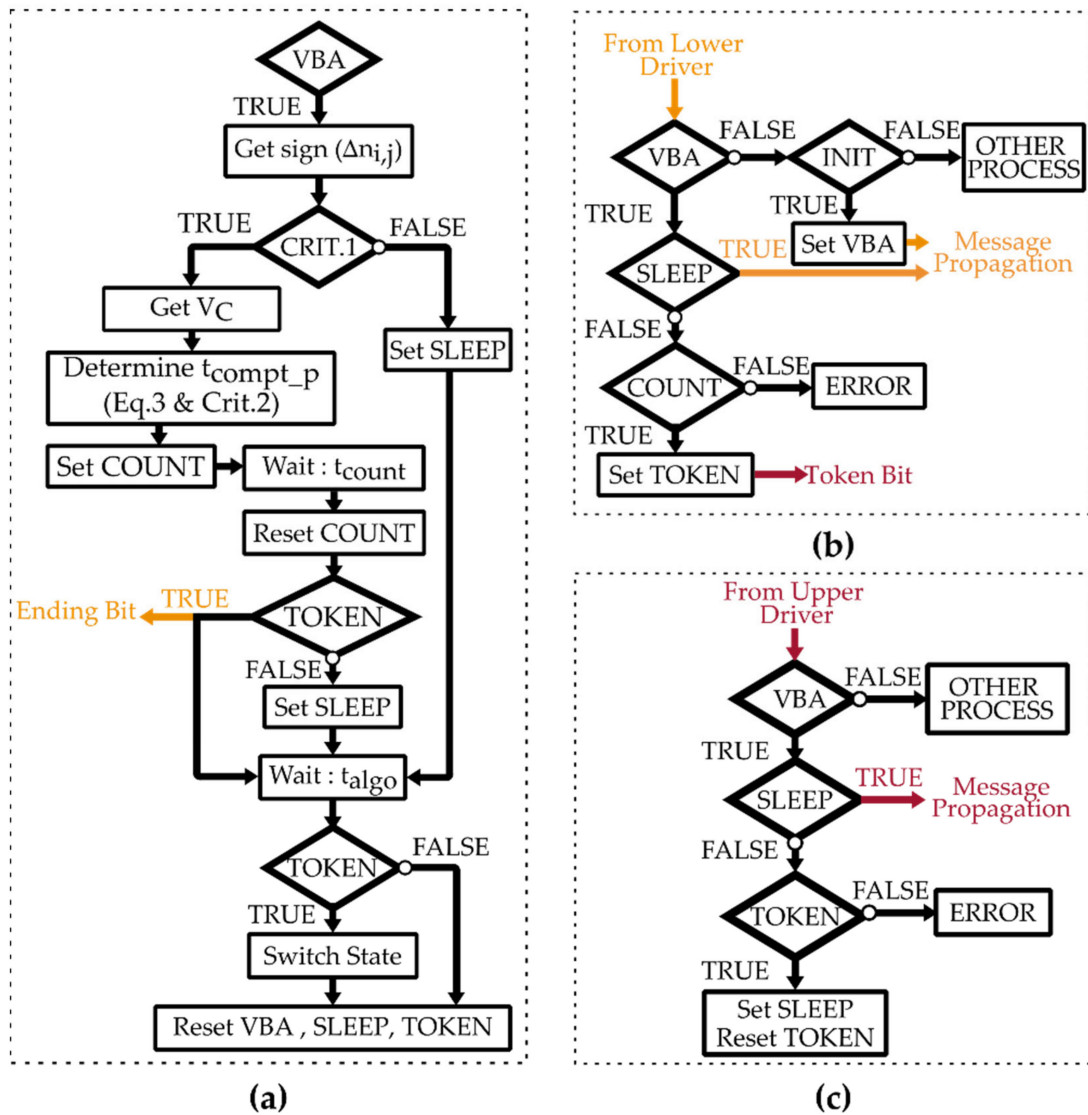 VBA
TRUE
Get sign (Δni,j)
TRUE
FALSE
CRIT.1
Get VC
Set SLEEP
Determine tcompt_p
(Eq.3 & Crit.2)
Set COUNT
Wait : tcount
Reset COUNT
Ending Bit
TRUE
TOKEN
FALSE
Set SLEEP
Wait : talgo
TOKEN
FALSE
TRUE
Switch State
Reset VBA , SLEEP, TOKEN
(a)
From Lower
Driver
VBA
FALSE
INIT
FALSE
OTHER
PROCESS
TRUE
TRUE
Set VBA
Message
Propagation
SLEEP
TRUE
FALSE
COUNT
FALSE
ERROR
TRUE
Set TOKEN
Token Bit
(b)
From Upper
Driver
VBA
FALSE
OTHER
PROCESS
TRUE
SLEEP
TRUE
Message
Propagation
FALSE
TOKEN
FALSE
ERROR
TRUE
Set SLEEP
Reset TOKEN
(c)